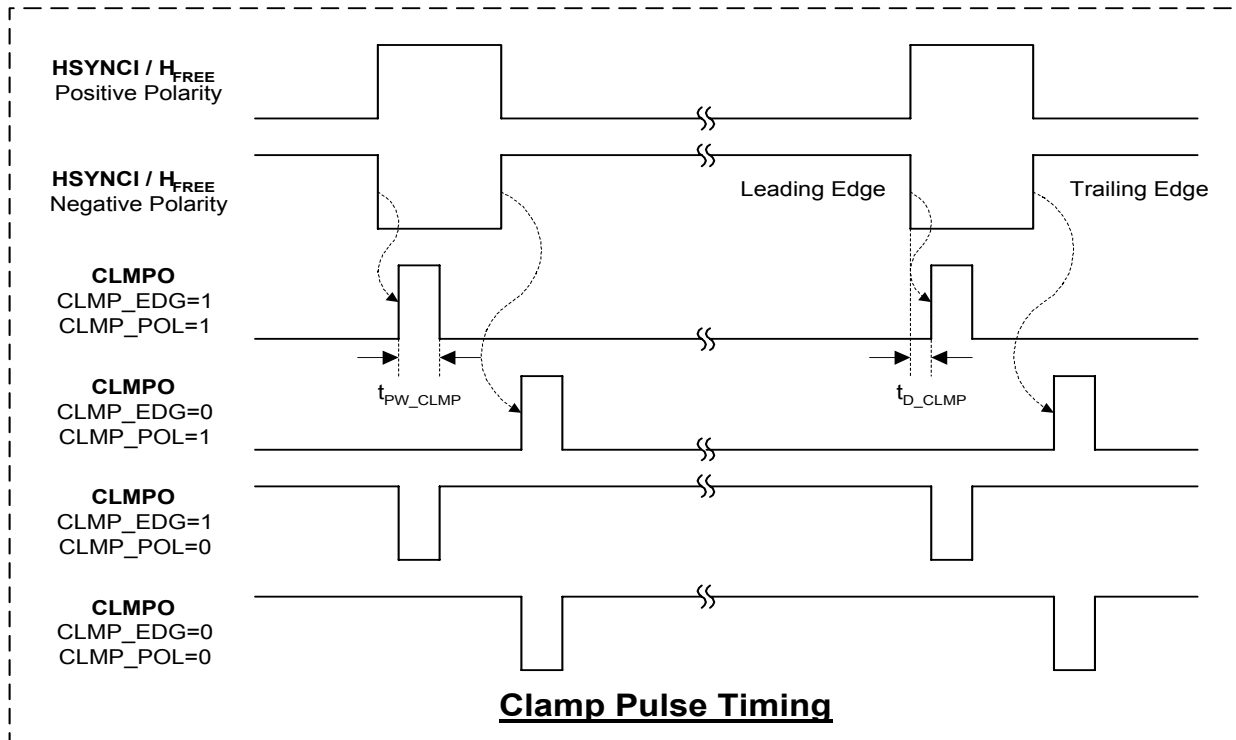 HSYNCI / HFREE
Positive Polarity
HSYNCI / HFREE
Negative Polarity
Leading Edge
Trailing Edge
CLMPO
CLMP_EDG=1
CLMP_POL=1
tPW_CLMP
tD_CLMP
CLMPO
CLMP_EDG=0
CLMP_POL=1
CLMPO
CLMP_EDG=1
CLMP_POL=0
CLMPO
CLMP_EDG=0
CLMP_POL=0
Clamp Pulse Timing